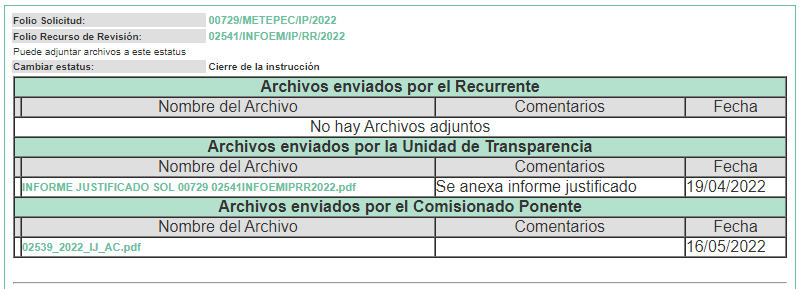 Folio Solicitud: 00729/METEPEC/IP/2022
Folio Recurso de Revisión: 02541/INFOEM/IP/RR/2022
Puede adjuntar archivos a este estatus
Cambiar estatus: Cierre de la instrucción
Archivos enviados por el Recurrente
Nombre del Archivo Comentarios Fecha
No hay Archivos adjuntos
Archivos enviados por la Unidad de Transparencia
Nombre del Archivo Comentarios Fecha
INFORME JUSTIFICADO SOL 00729 02541INFOEMIPRR2022.pdf Se anexa informe justificado 19/04/2022
Archivos enviados por el Comisionado Ponente
Nombre del Archivo Comentarios Fecha
02539_2022_IJ_AC.pdf 16/05/2022